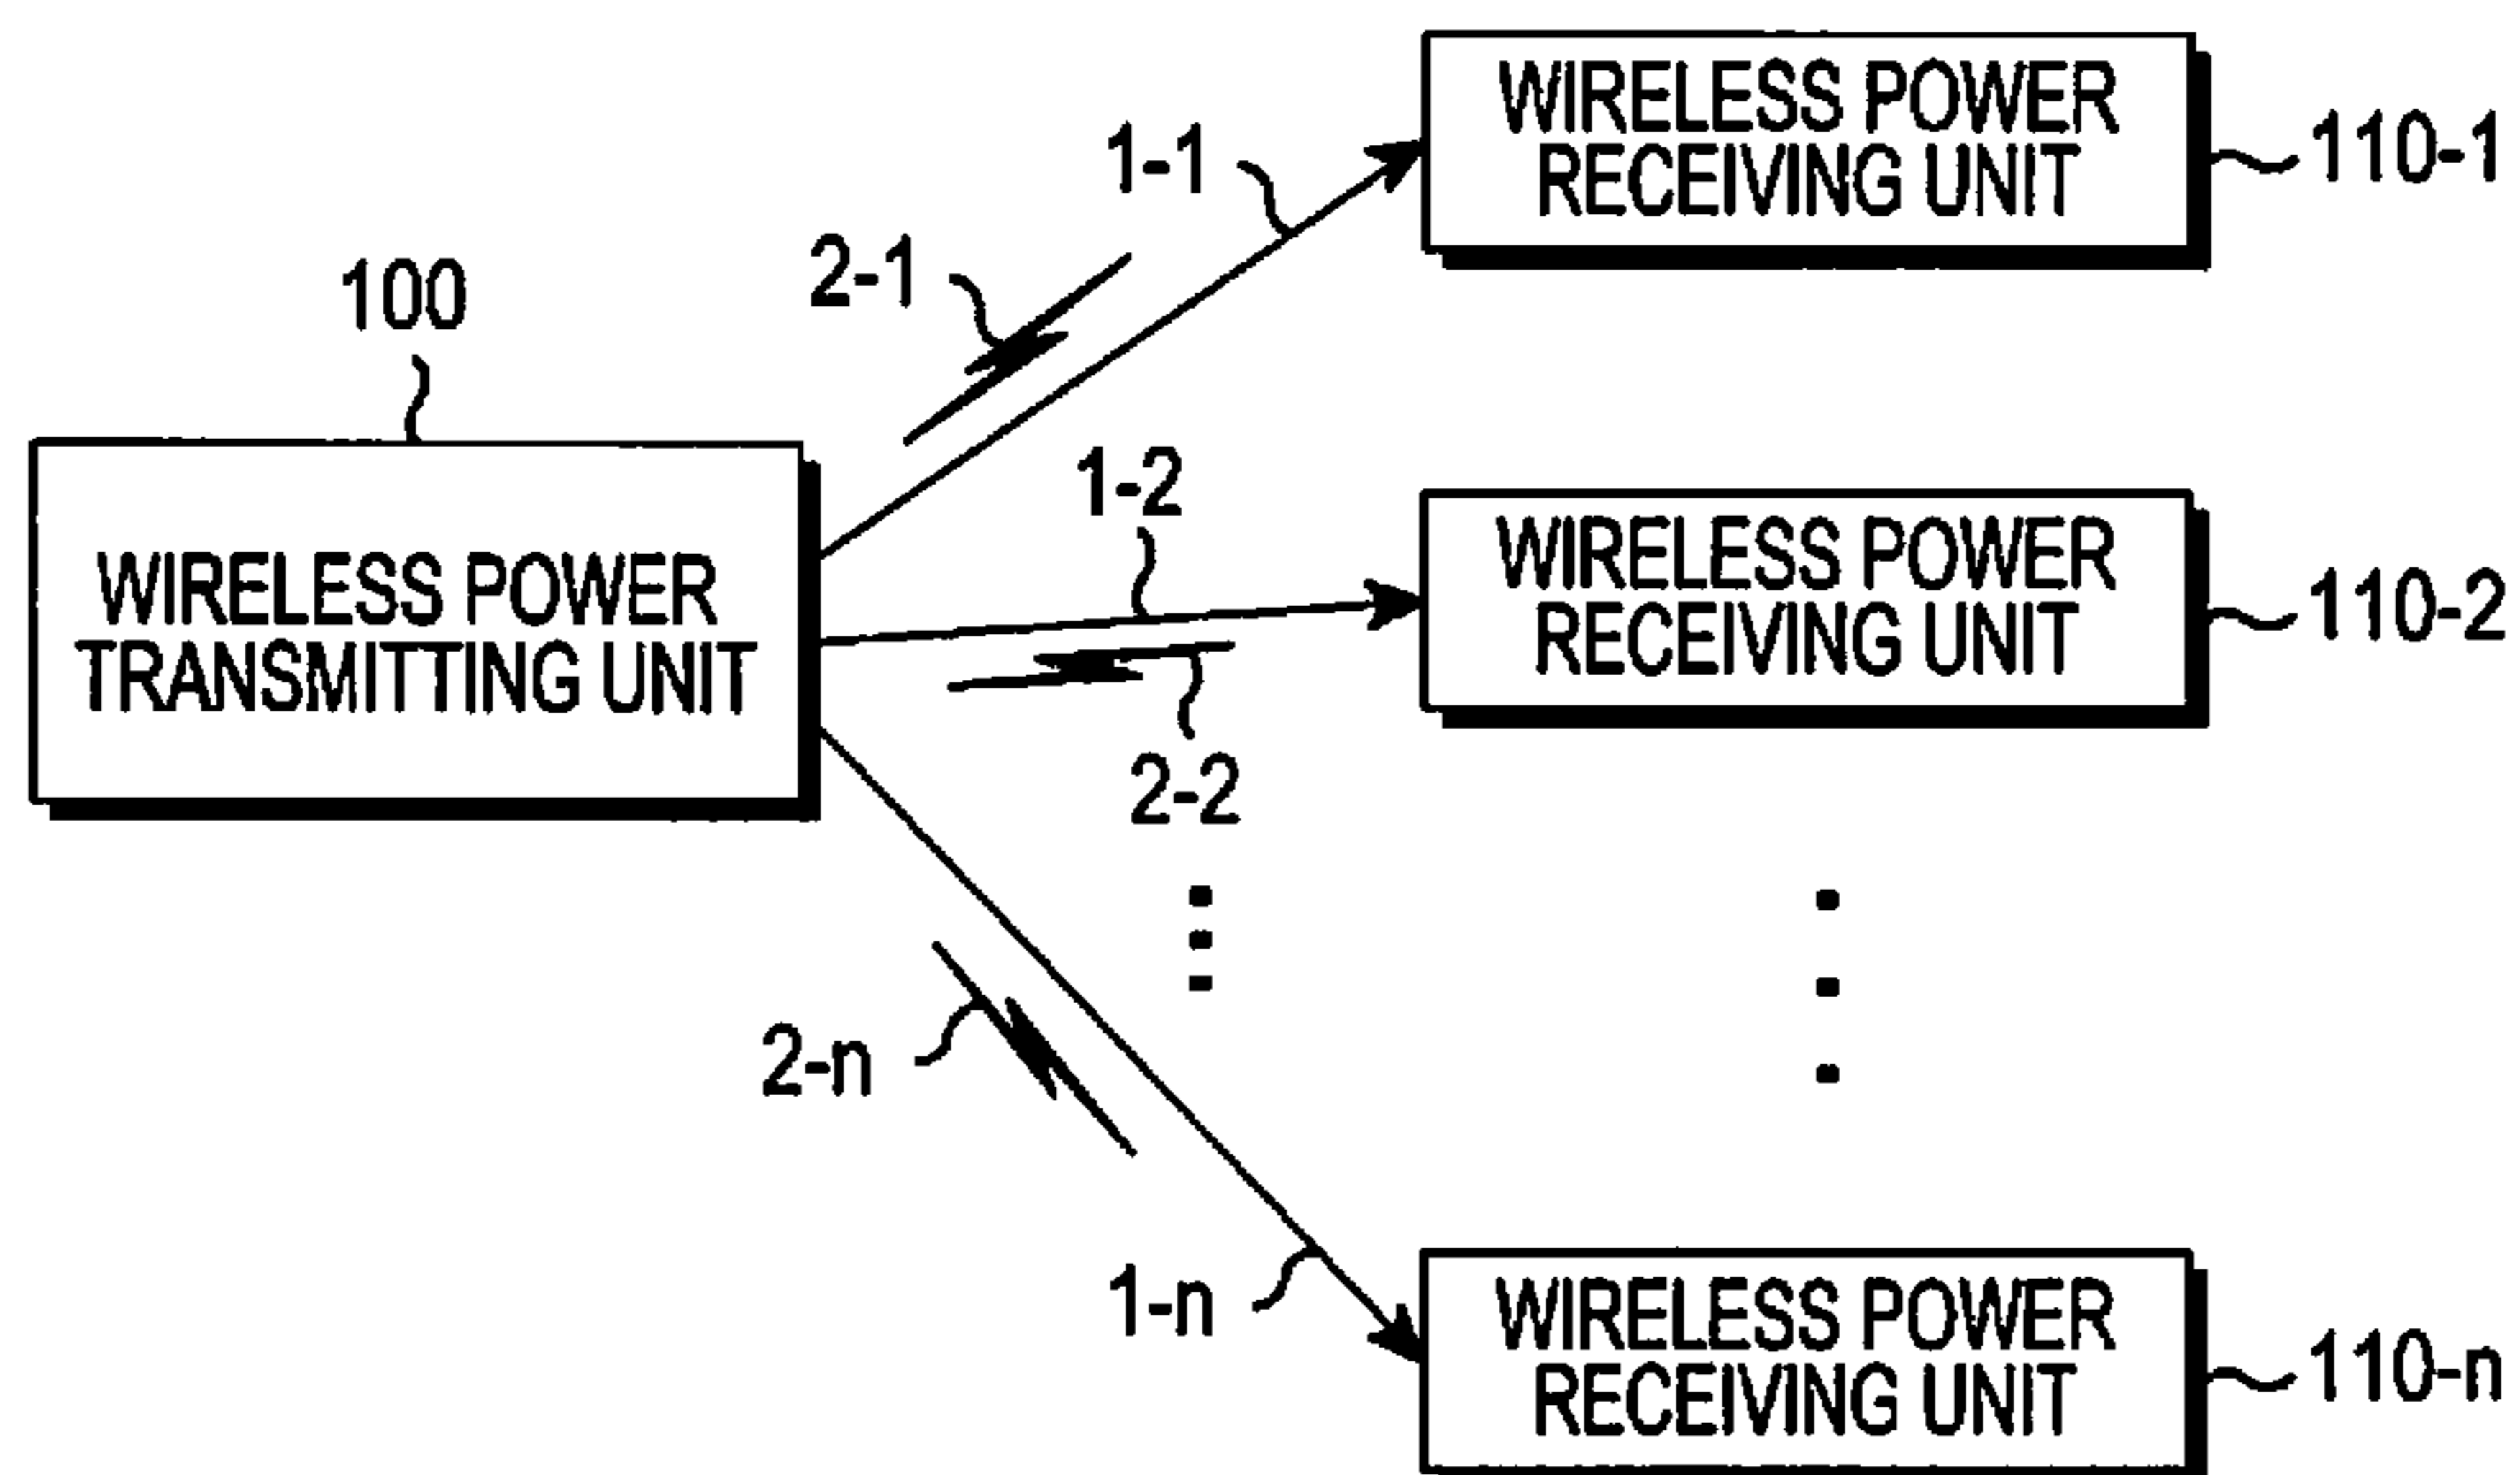 WIRELESS POWER
RECEIVING UNIT
110-1
1-1
2-1
100
WIRELESS POWER
TRANSMITTING UNIT
1-2
WIRELESS POWER
RECEIVING UNIT
110-2
2-2
2-n
1-n
WIRELESS POWER
RECEIVING UNIT
110-n